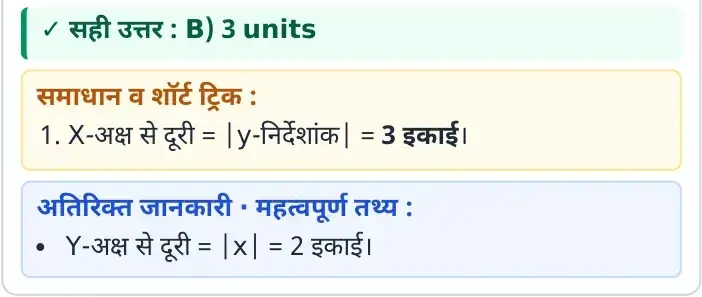 ✓ सही उत्तर : B) 3 units
समाधान व शॉर्ट ट्रिक :
1. X-अक्ष से दूरी = |y-निर्देशांक| = 3 इकाई।
अतिरिक्त जानकारी · महत्वपूर्ण तथ्य :
• Y-अक्ष से दूरी = |x| = 2 इकाई।